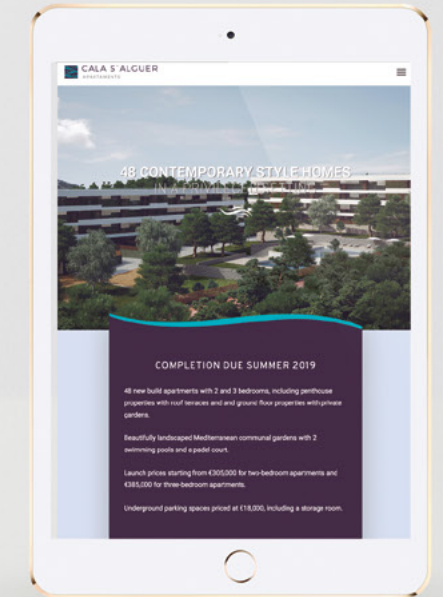 CALA S'ALGUER
APARTAMENTS
48 CONTEMPORARY STYLE HOMES
IN A PRIVILEGED SETTING
COMPLETION DUE SUMMER 2019
48 new build apartments with 2 and 3 bedrooms, including penthouse
properties with roof terraces and and ground floor properties with private
gardens.
Beautifully landscaped Mediterranean communal gardens with 2
swimming pools and a padel court.
Launch prices starting from €305,000 for two-bedroom apartments and
€385,000 for three-bedroom apartments.
Underground parking spaces priced at £18,000, including a storage room.